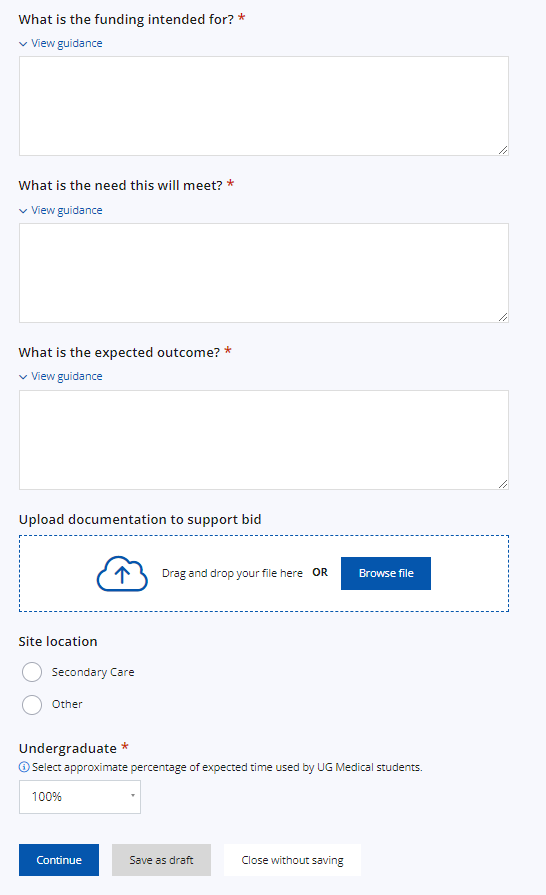 What is the funding intended for? *
View guidance
What is the need this will meet? *
View guidance
What is the expected outcome? *
View guidance
Upload documentation to support bid
Drag and drop your file here OR Browse file
Site location
Secondary Care
Other
Undergraduate *
Select approximate percentage of expected time used by UG Medical students.
100%
Continue Save as draft Close without saving